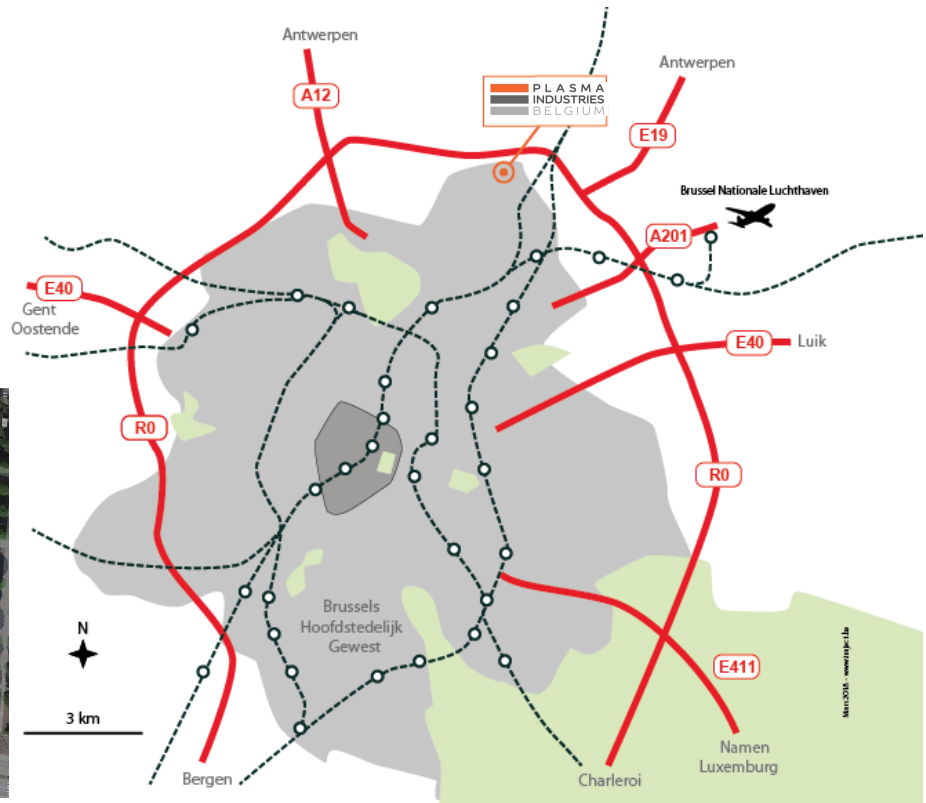 Antwerpen
A12
PLASMA
INDUSTRIES
BELGIUM
Antwerpen
E19
Brussel Nationale Luchthaven
A201
E40
Gent
Oostende
E40
Luik
R0
R0
Brussels
Hoofdstedelijk
Gewest
N
3 km
E411
Bergen
Charleroi
Namen
Luxemburg